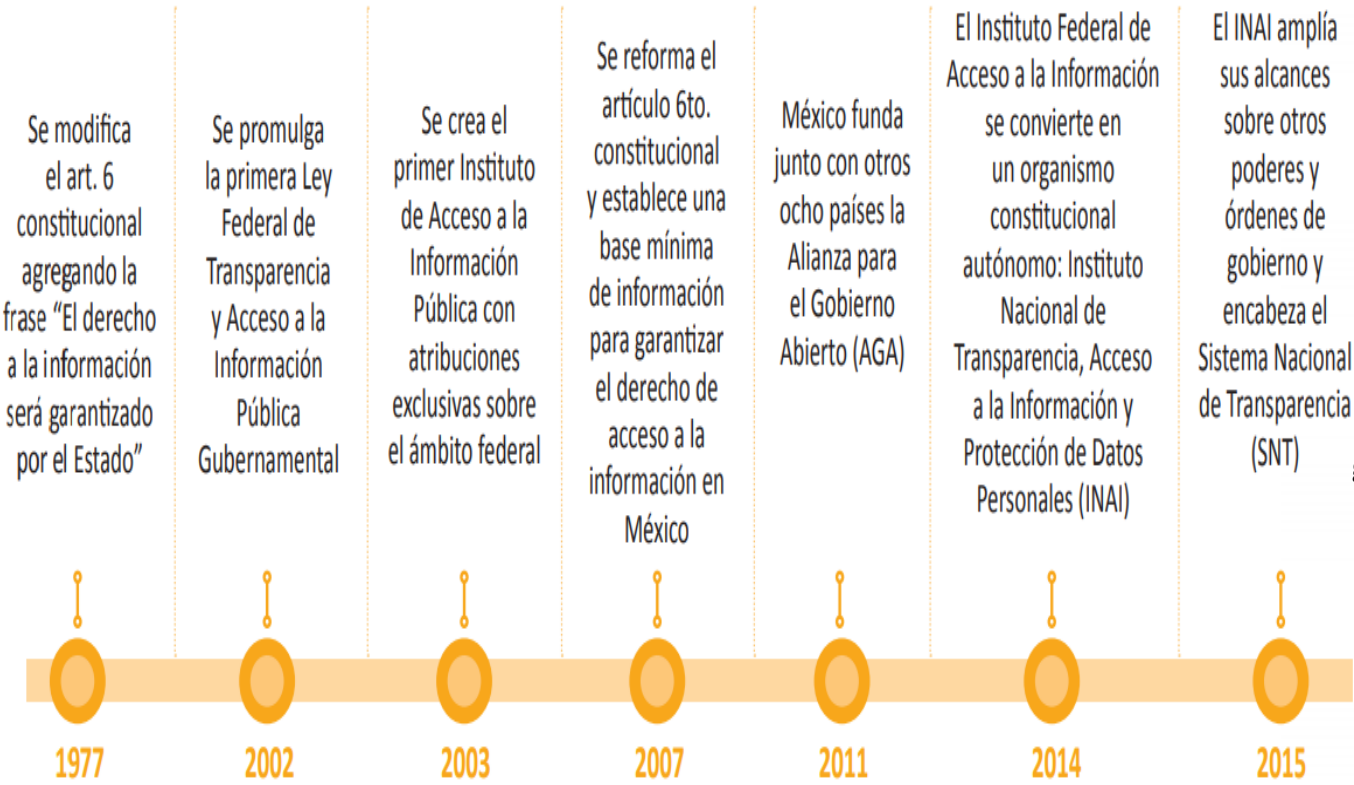 Se modifica
el art. 6
constitucional
agregando la
frase “El derecho
a la información
será garantizado
por el Estado”
1977
Se promulga
la primera Ley
Federal de
Transparencia
y Acceso a la
Información
Pública
Gubernamental
2002
Se crea el
primer Instituto
de Acceso a la
Información
Pública con
atribuciones
exclusivas sobre
el ámbito federal
2003
Se reforma el
artículo 6to.
constitucional
y establece una
base mínima
de información
para garantizar
el derecho de
acceso a la
información en
México
2007
México funda
junto con otros
ocho países la
Alianza para
el Gobierno
Abierto (AGA)
2011
El Instituto Federal de
Acceso a la Información
se convierte en
un organismo
constitucional
autónomo: Instituto
Nacional de
Transparencia, Acceso
a la Información y
Protección de Datos
Personales (INAI)
2014
El INAI amplía
sus alcances
sobre otros
poderes y
órdenes de
gobierno y
encabeza el
Sistema Nacional
de Transparencia
(SNT)
2015